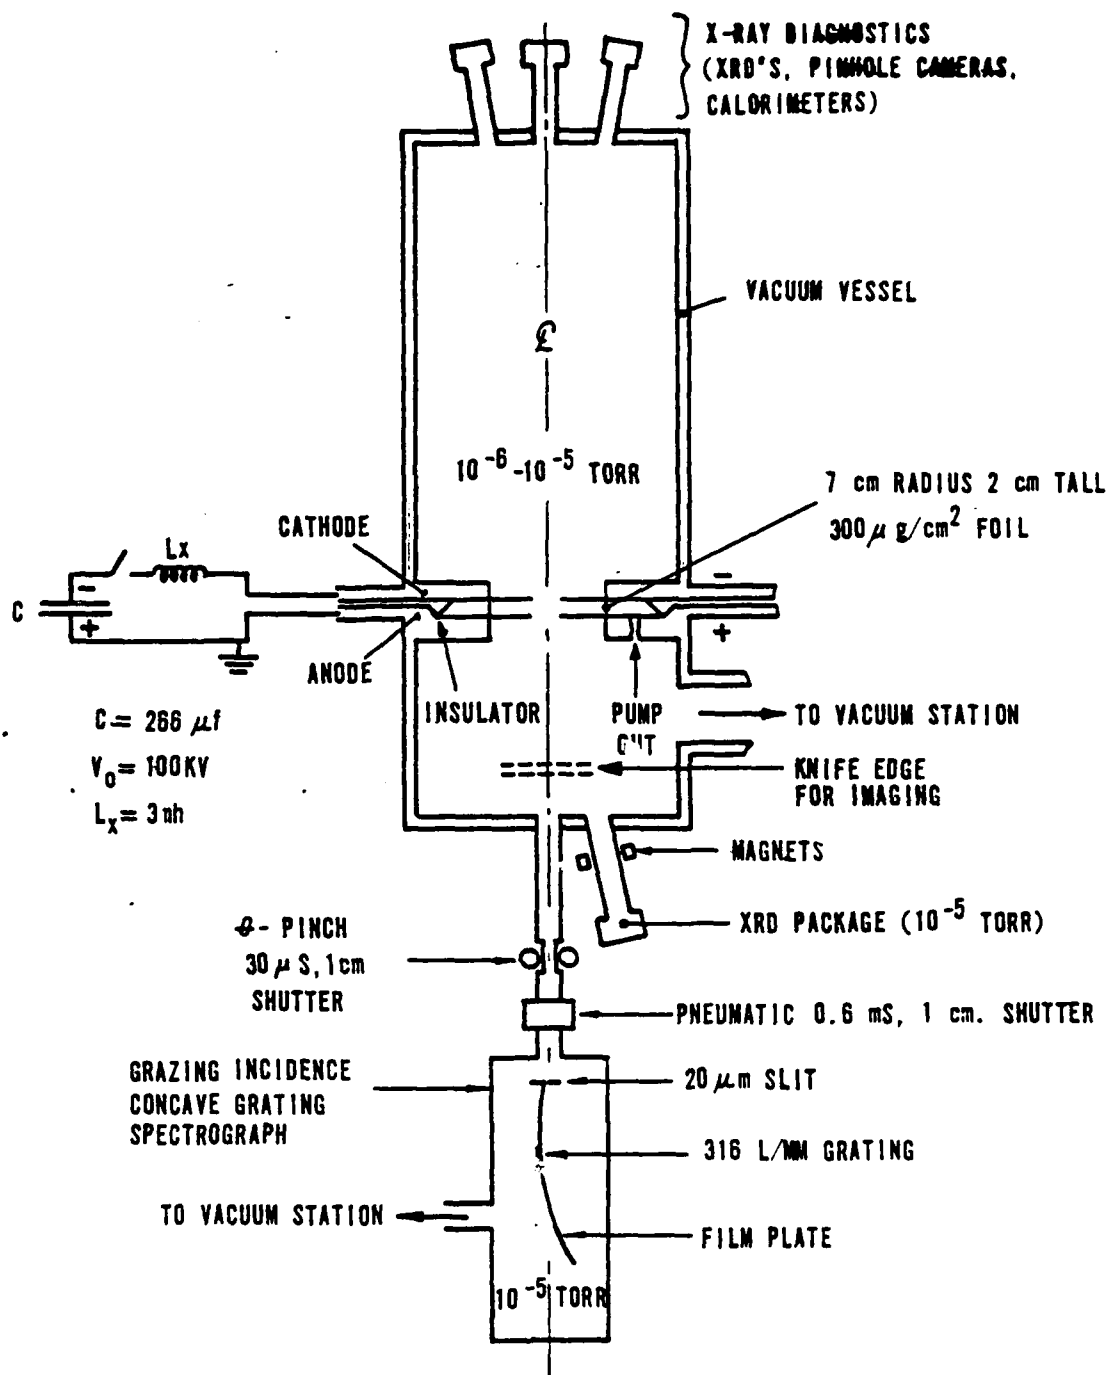 X-RAY DIAGNOSTICS
(XRD'S, PINHOLE CAMERAS,
CALORIMETERS)
VACUUM VESSEL
℄
10⁻⁶-10⁻⁵ TORR
7 cm RADIUS 2 cm TALL
300 μ g/cm² FOIL
CATHODE
Lx
C
-
+
-
+
ANODE
INSULATOR
PUMP
OUT
TO VACUUM STATION
C = 266 μf
V₀ = 100KV
Lₓ = 3nh
KNIFE EDGE
FOR IMAGING
MAGNETS
XRD PACKAGE (10⁻⁵ TORR)
θ- PINCH
30 μ S, 1cm
SHUTTER
PNEUMATIC 0.6 mS, 1 cm. SHUTTER
GRAZING INCIDENCE
CONCAVE GRATING
SPECTROGRAPH
20 μm SLIT
316 L/MM GRATING
TO VACUUM STATION
FILM PLATE
10⁻⁵ TORR